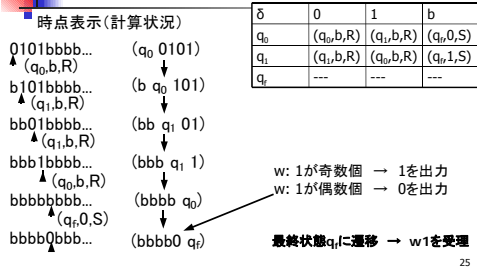 時点表示(計算状況)
0101bbbb... (q₀ 0101)
(q₀,b,R)
b101bbbb... (b q₀ 101)
(q₁,b,R)
bb01bbbb... (bb q₁ 01)
(q₁,b,R)
bbb1bbbb... (bbb q₁ 1)
(q₀,b,R)
bbbbbbbb... (bbbb q₀)
(qf,0,S)
bbbb0bbb... (bbbb0 qf)
δ 0 1 b
q₀ (q₀,b,R) (q₁,b,R) (qf,0,S)
q₁ (q₁,b,R) (q₀,b,R) (qf,1,S)
qf --- --- ---
w: 1が奇数個 → 1を出力
w: 1が偶数個 → 0を出力
最終状態qfに遷移 → w1を受理
25